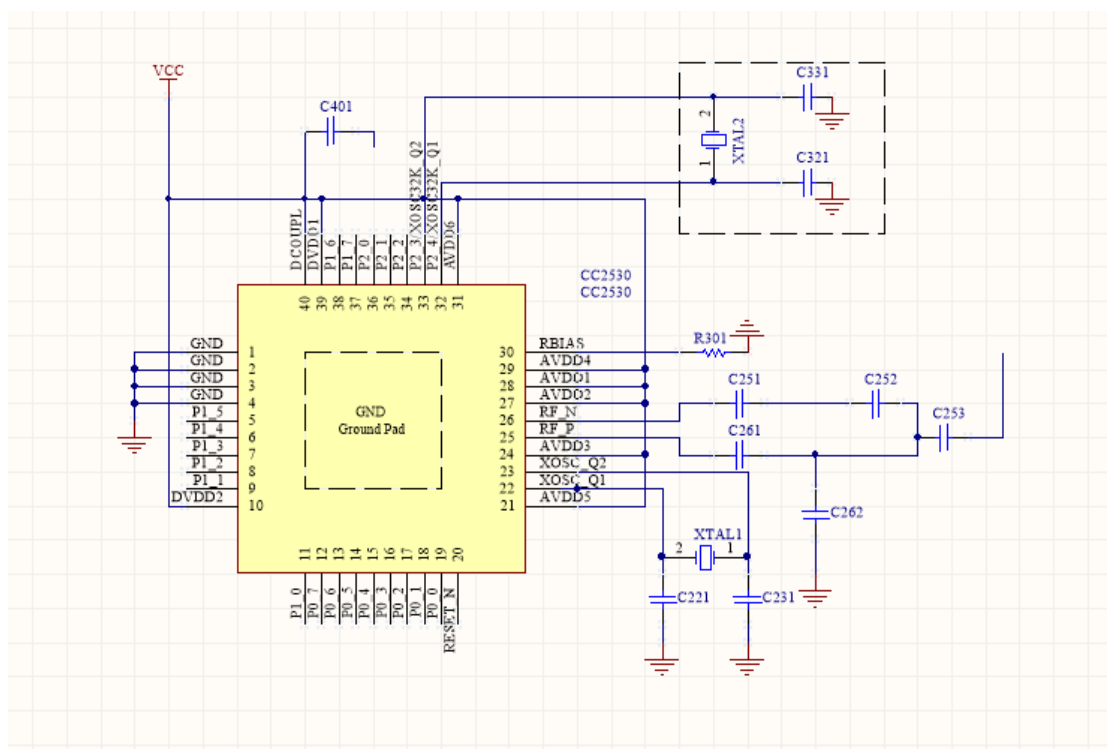 VCC
C401
C331
XTAL2
2
1
C321
DCOUPL
DVDD1
P1_6
P1_7
P2_0
P2_1
P2_2
P2_3/XOSC32K_Q2
P2_4/XOSC32K_Q1
AVDD6
40
39
38
37
36
35
34
33
32
31
CC2530
CC2530
GND 1
GND 2
GND 3
GND 4
P1_5 5
P1_4 6
P1_3 7
P1_2 8
P1_1 9
DVDD2 10
GND
Ground Pad
30 RBIAS
29 AVDD4
28 AVDD1
27 AVDD2
26 RF_N
25 RF_P
24 AVDD3
23 XOSC_Q2
22 XOSC_Q1
21 AVDD5
R301
C251
C252
C261
C253
C262
XTAL1
2
1
C221
C231
11
12
13
14
15
16
17
18
19
20
P1_0
P0_7
P0_6
P0_5
P0_4
P0_3
P0_2
P0_1
P0_0
RESET_N